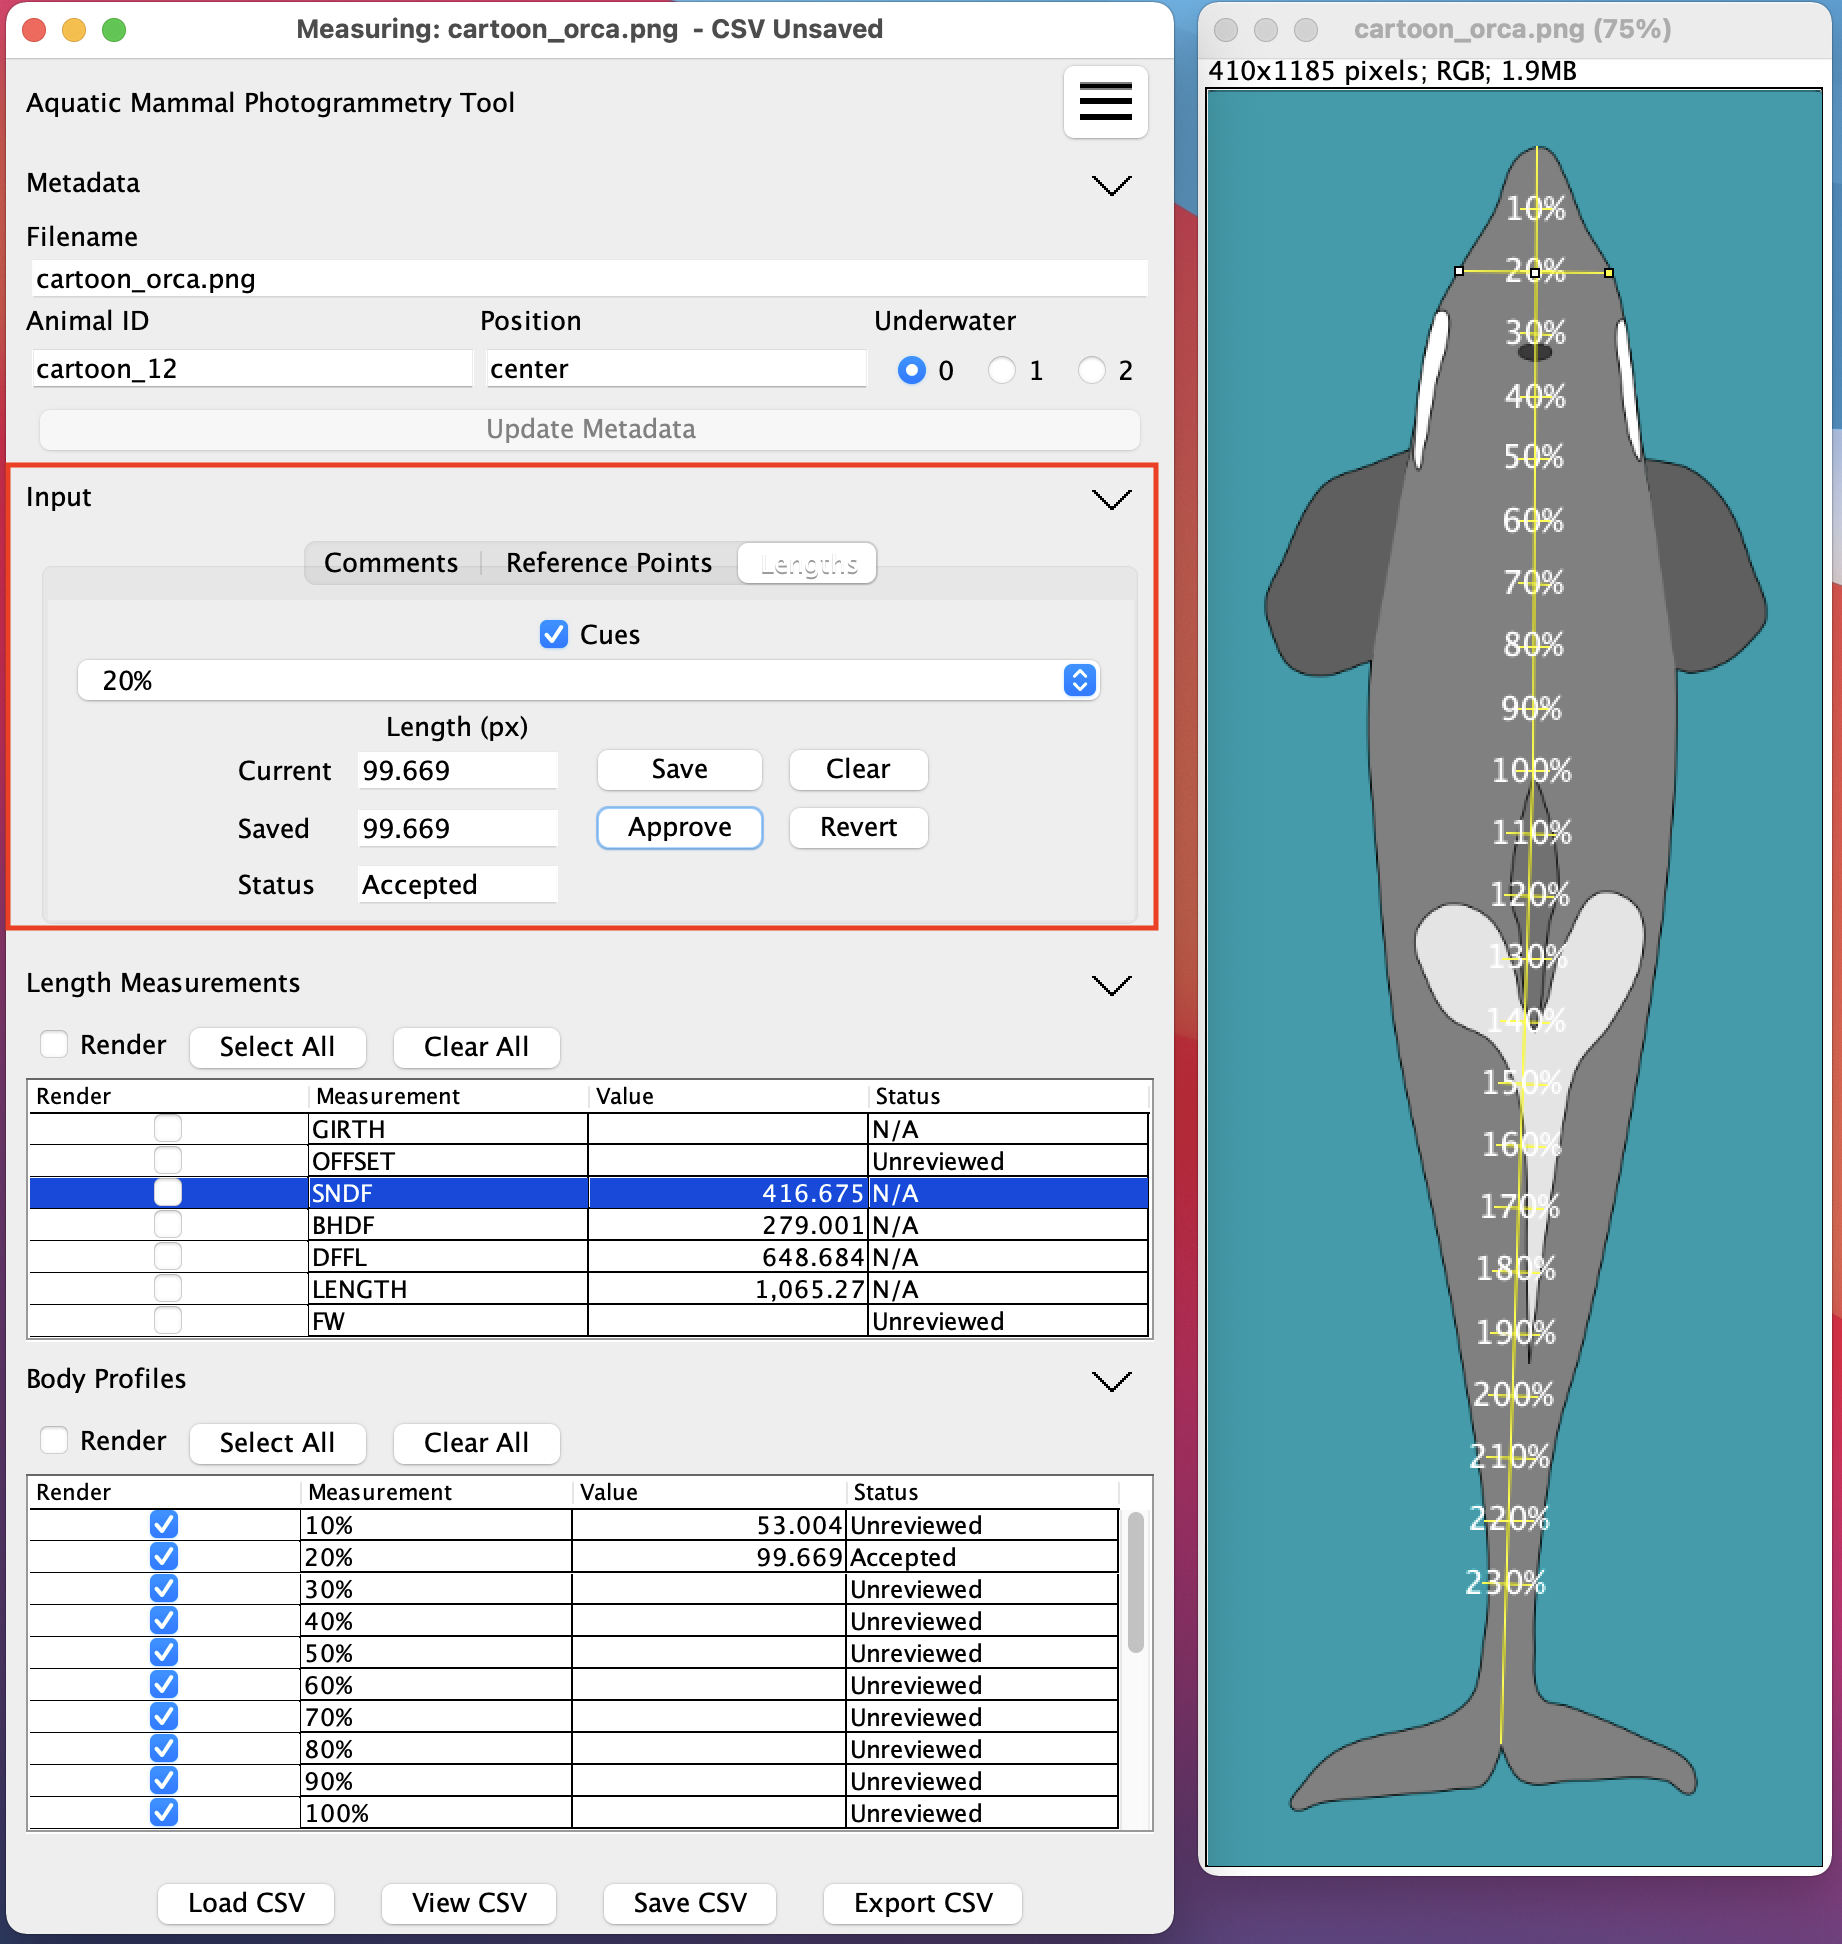 Measuring: cartoon_orca.png - CSV Unsaved
Aquatic Mammal Photogrammetry Tool
Metadata
Filename
cartoon_orca.png
Animal ID Position Underwater
cartoon_12 center 0 1 2
Update Metadata
Input
Comments Reference Points Lengths
Cues
20%
Length (px)
Current 99.669 Save Clear
Saved 99.669 Approve Revert
Status Accepted
Length Measurements
Render Select All Clear All
Render Measurement Value Status
GIRTH N/A
OFFSET Unreviewed
SNDF 416.675 N/A
BHDF 279.001 N/A
DFFL 648.684 N/A
LENGTH 1,065.27 N/A
FW Unreviewed
Body Profiles
Render Select All Clear All
Render Measurement Value Status
10% 53.004 Unreviewed
20% 99.669 Accepted
30% Unreviewed
40% Unreviewed
50% Unreviewed
60% Unreviewed
70% Unreviewed
80% Unreviewed
90% Unreviewed
100% Unreviewed
Load CSV View CSV Save CSV Export CSV
cartoon_orca.png (75%)
410x1185 pixels; RGB; 1.9MB
10%
20%
30%
40%
50%
60%
70%
80%
90%
100%
110%
120%
130%
140%
150%
160%
170%
180%
190%
200%
210%
220%
230%